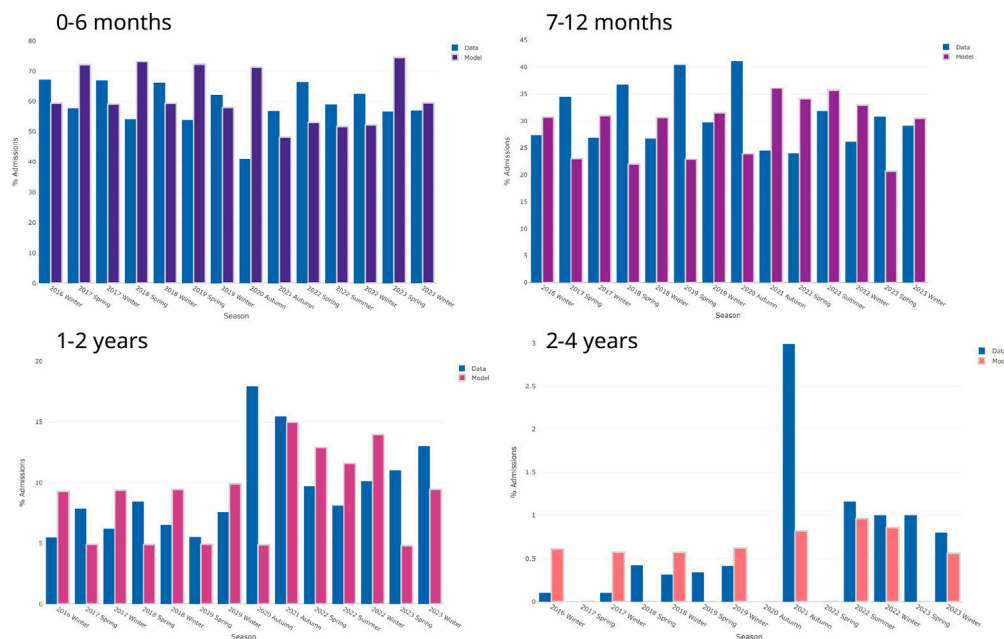 0-6 months
80
70
60
50
40
30
20
10
0
% Admissions
2016 Winter
2017 Spring
2017 Winter
2018 Spring
2018 Winter
2019 Spring
2019 Winter
2020 Autumn
2021 Autumn
2022 Spring
2022 Summer
2022 Winter
2023 Spring
2023 Winter
Season
Data
Model
7-12 months
45
40
35
30
25
20
15
10
5
0
% Admissions
2016 Winter
2017 Spring
2017 Winter
2018 Spring
2018 Winter
2019 Spring
2019 Winter
2020 Autumn
2021 Autumn
2022 Spring
2022 Summer
2022 Winter
2023 Spring
2023 Winter
Season
Data
Model
1-2 years
20
15
10
5
0
% Admissions
2016 Winter
2017 Spring
2017 Winter
2018 Spring
2018 Winter
2019 Spring
2019 Winter
2020 Autumn
2021 Autumn
2022 Spring
2022 Summer
2022 Winter
2023 Spring
2023 Winter
Season
Data
Model
2-4 years
3
2.5
2
1.5
1
0.5
0
% Admissions
2016 Winter
2017 Spring
2017 Winter
2018 Spring
2018 Winter
2019 Spring
2019 Winter
2020 Autumn
2021 Autumn
2022 Spring
2022 Summer
2022 Winter
2023 Spring
2023 Winter
Season
Data
Mod